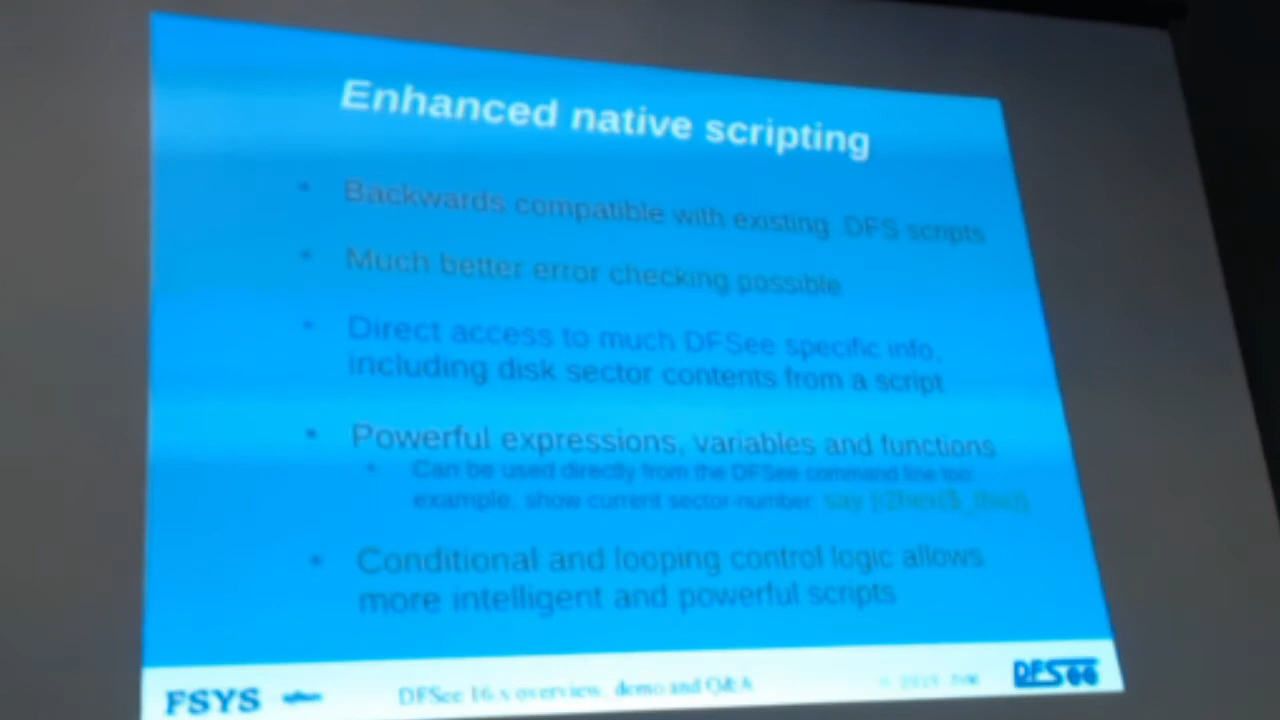 Enhanced native scripting
Backwards compatible with existing DFS scripts
Much better error checking possible
Direct access to much DFSee specific info,
including disk sector contents from a script
Powerful expressions, variables and functions
Can be used directly from the DFSee command line too
example, show current sector-number: say
Conditional and looping control logic allows
more intelligent and powerful scripts
FSYS
DFSee 16.x overview, demo and Q&A
DFSee